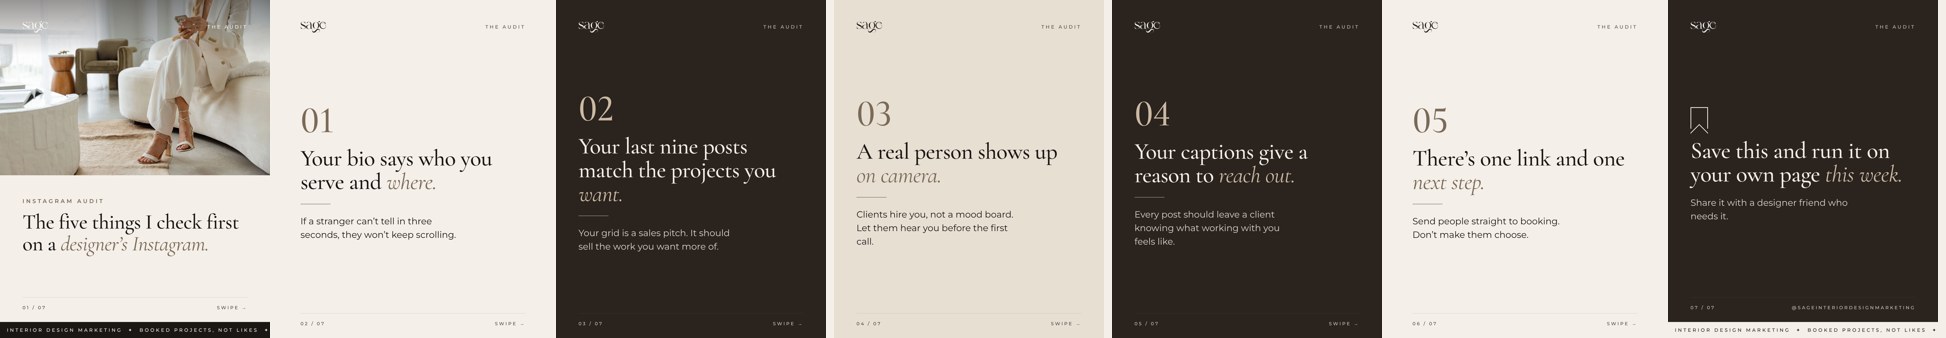 sage
THE AUDIT
INSTAGRAM AUDIT
The five things I check first
on a designer's Instagram.
01 / 07
SWIPE →
INTERIOR DESIGN MARKETING ✦ BOOKED PROJECTS, NOT LIKES ✦
sage
THE AUDIT
01
Your bio says who you
serve and where.
If a stranger can't tell in three
seconds, they won't keep scrolling.
02 / 07
SWIPE →
sage
THE AUDIT
02
Your last nine posts
match the projects you
want.
Your grid is a sales pitch. It should
sell the work you want more of.
03 / 07
SWIPE →
sage
THE AUDIT
03
A real person shows up
on camera.
Clients hire you, not a mood board.
Let them hear you before the first
call.
04 / 07
SWIPE →
sage
THE AUDIT
04
Your captions give a
reason to reach out.
Every post should leave a client
knowing what working with you
feels like.
05 / 07
SWIPE →
sage
THE AUDIT
05
There's one link and one
next step.
Send people straight to booking.
Don't make them choose.
06 / 07
SWIPE →
sage
THE AUDIT
Save this and run it on
your own page this week.
Share it with a designer friend who
needs it.
07 / 07
@SAGEINTERIORDESIGNMARKETING
INTERIOR DESIGN MARKETING ✦ BOOKED PROJECTS, NOT LIKES ✦